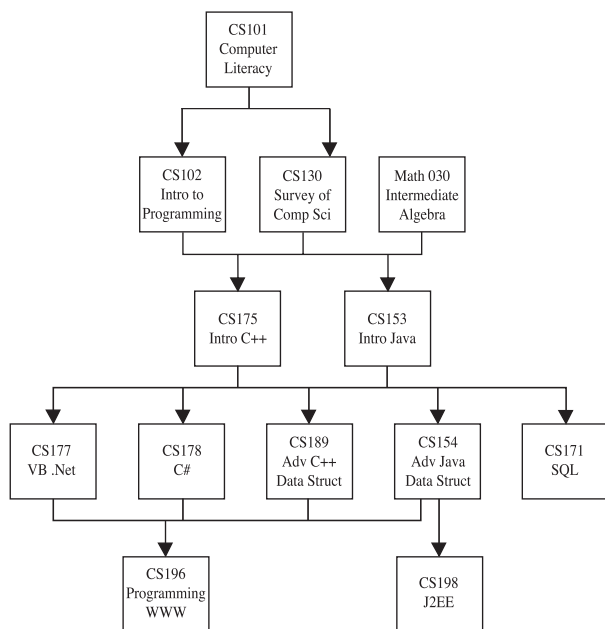 CS101
Computer
Literacy
CS102
Intro to
Programming
CS130
Survey of
Comp Sci
Math 030
Intermediate
Algebra
CS175
Intro C++
CS153
Intro Java
CS177
VB .Net
CS178
C#
CS189
Adv C++
Data Struct
CS154
Adv Java
Data Struct
CS171
SQL
CS196
Programming
WWW
CS198
J2EE